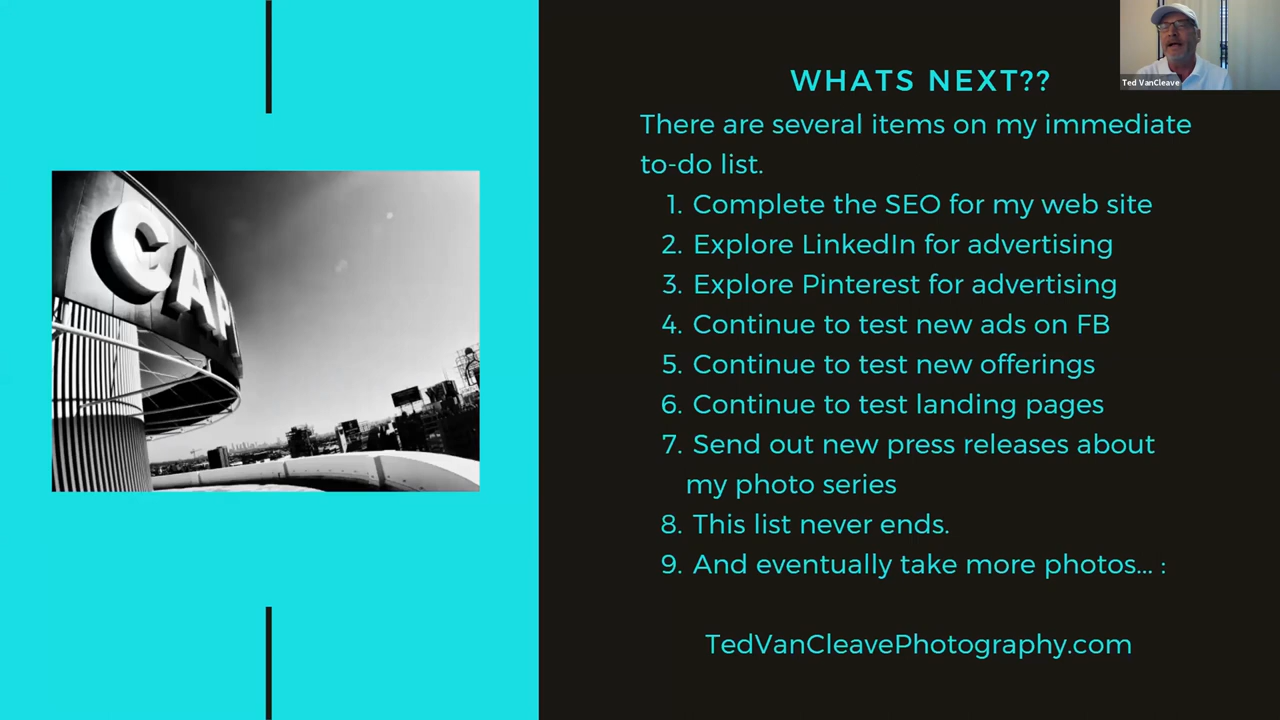 WHATS NEXT??
Ted VanCleave
There are several items on my immediate
to-do list.
1. Complete the SEO for my web site
2. Explore LinkedIn for advertising
3. Explore Pinterest for advertising
4. Continue to test new ads on FB
5. Continue to test new offerings
6. Continue to test landing pages
7. Send out new press releases about
my photo series
8. This list never ends.
9. And eventually take more photos... :
TedVanCleavePhotography.com
CAP